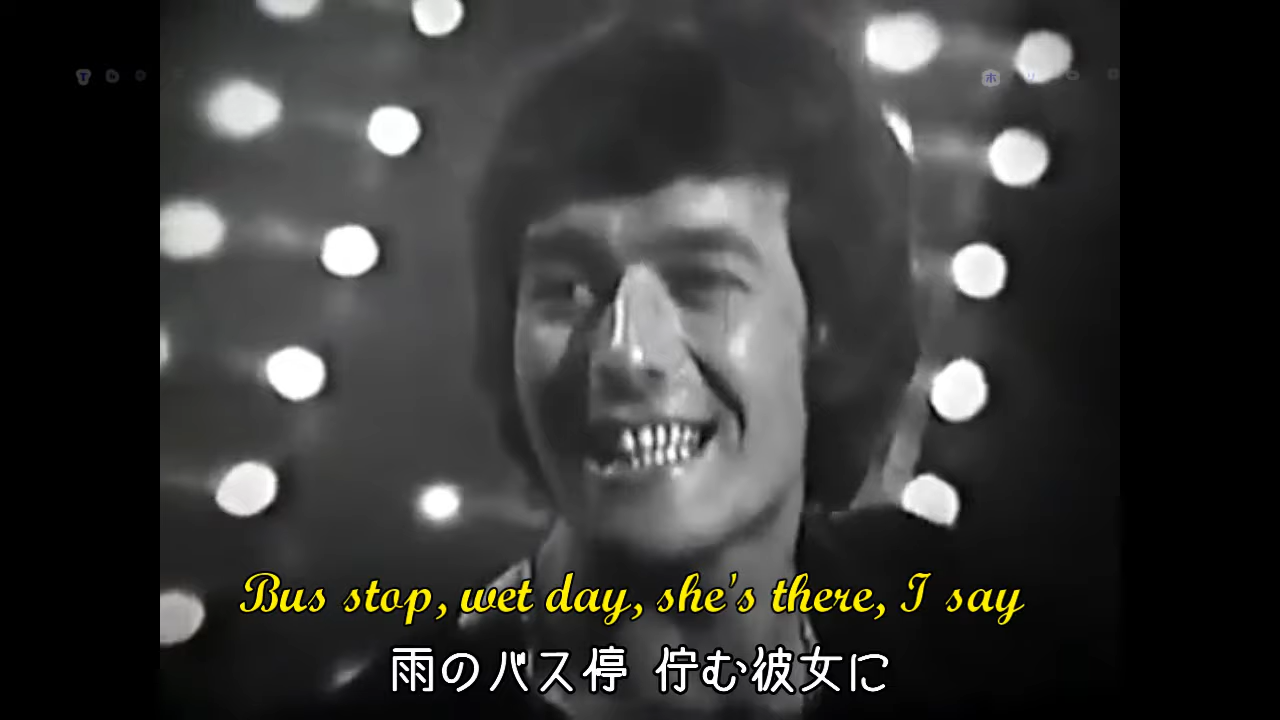 Bus stop, wet day, she's there, I say
雨のバス停 佇む彼女に